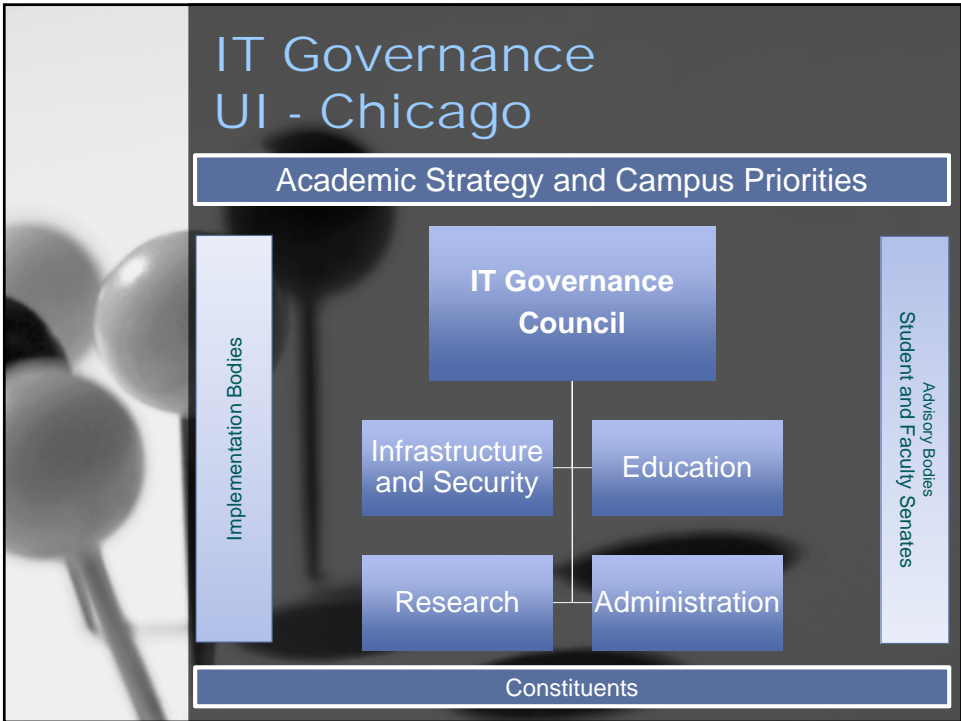 IT Governance
UI - Chicago
Academic Strategy and Campus Priorities
Implementation Bodies
IT Governance
Council
Advisory Bodies
Student and Faculty Senates
Infrastructure
and Security
Education
Research
Administration
Constituents